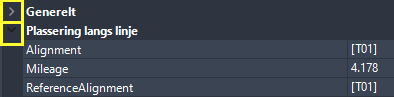 Generelt
Plassering langs linje
Alignment [T01]
Mileage 4.178
ReferenceAlignment [T01]